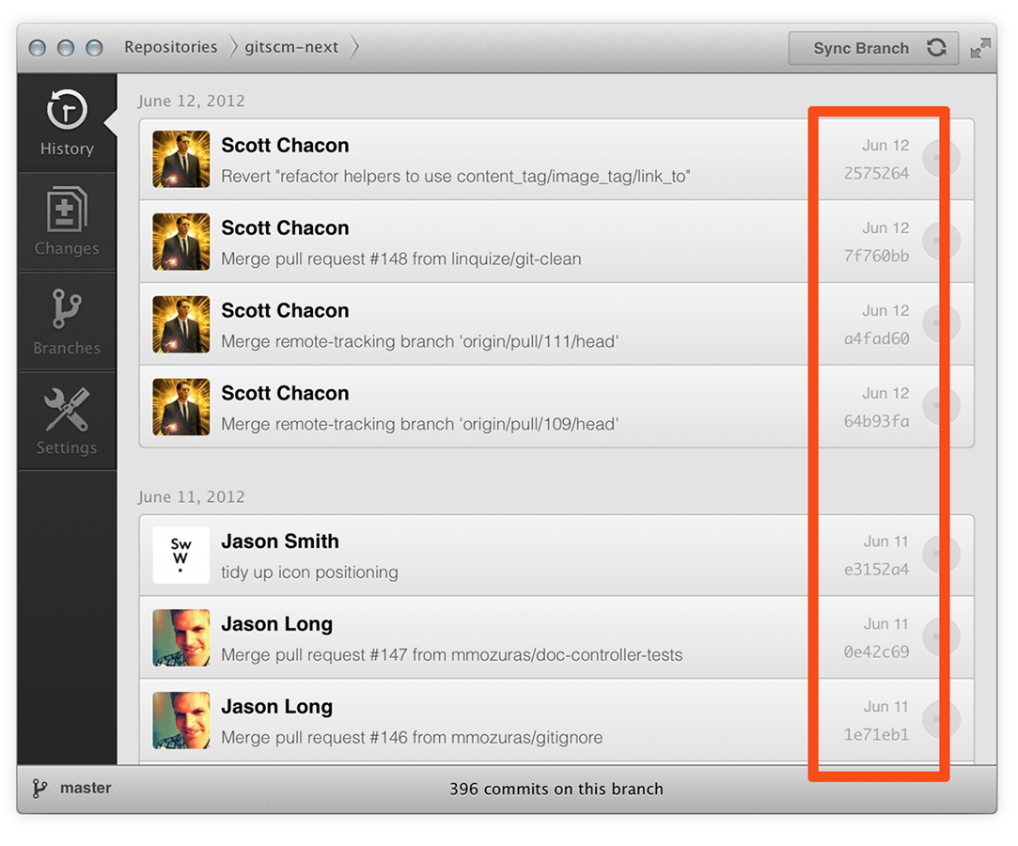 Repositories gitscm-next Sync Branch
History
Changes
Branches
Settings
June 12, 2012
Scott Chacon Jun 12
Revert "refactor helpers to use content_tag/image_tag/link_to" 2575264
Scott Chacon Jun 12
Merge pull request #148 from linquize/git-clean 7f760bb
Scott Chacon Jun 12
Merge remote-tracking branch 'origin/pull/111/head' a4fad60
Scott Chacon Jun 12
Merge remote-tracking branch 'origin/pull/109/head' 64b93fa
June 11, 2012
SW
W
.
Jason Smith Jun 11
tidy up icon positioning e3152a4
Jason Long Jun 11
Merge pull request #147 from mmozuras/doc-controller-tests 0e42c69
Jason Long Jun 11
Merge pull request #146 from mmozuras/gitignore 1e71eb1
master 396 commits on this branch